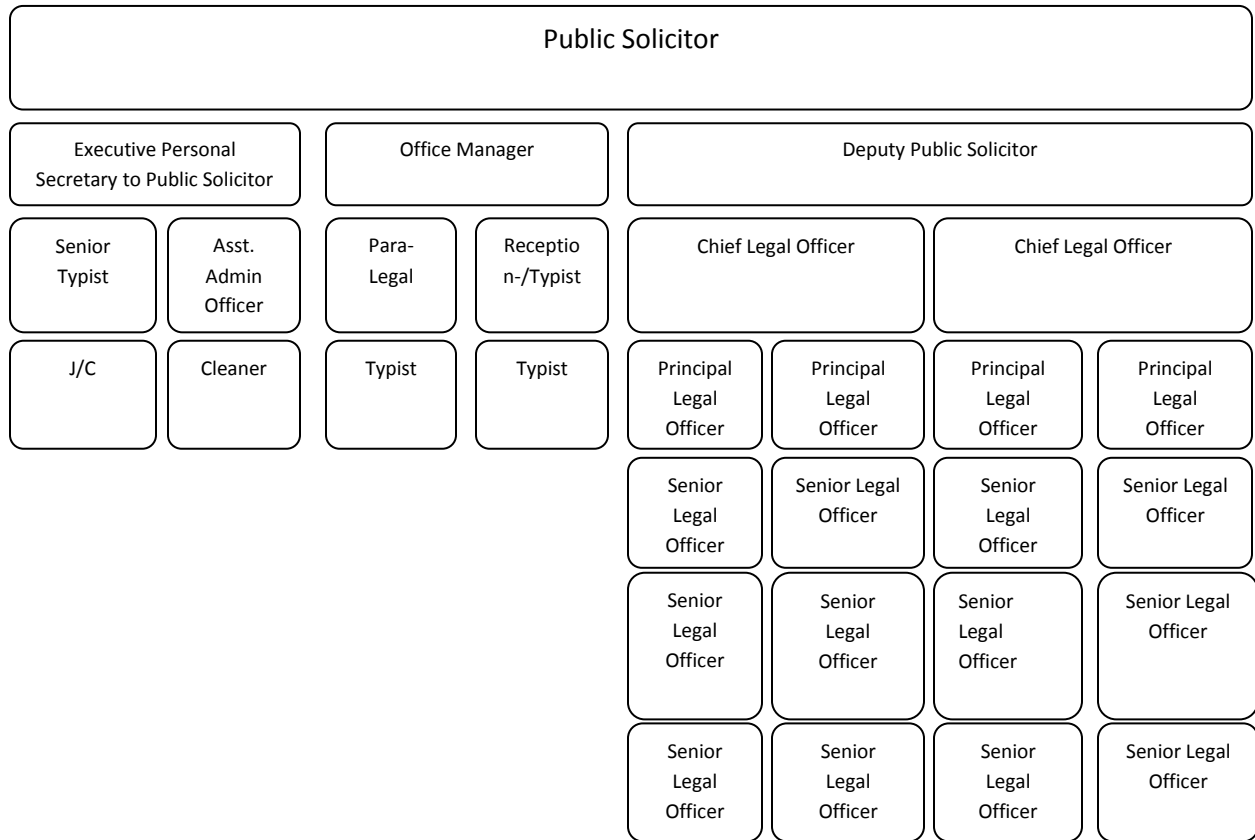 Public Solicitor
Executive Personal
Secretary to Public Solicitor
Office Manager
Deputy Public Solicitor
Senior
Typist
Asst.
Admin
Officer
Para-
Legal
Receptio
n-/Typist
Chief Legal Officer
Chief Legal Officer
J/C
Cleaner
Typist
Typist
Principal
Legal
Officer
Principal
Legal
Officer
Principal
Legal
Officer
Principal
Legal
Officer
Senior
Legal
Officer
Senior Legal
Officer
Senior
Legal
Officer
Senior Legal
Officer
Senior
Legal
Officer
Senior
Legal
Officer
Senior
Legal
Officer
Senior Legal
Officer
Senior
Legal
Officer
Senior
Legal
Officer
Senior
Legal
Officer
Senior Legal
Officer